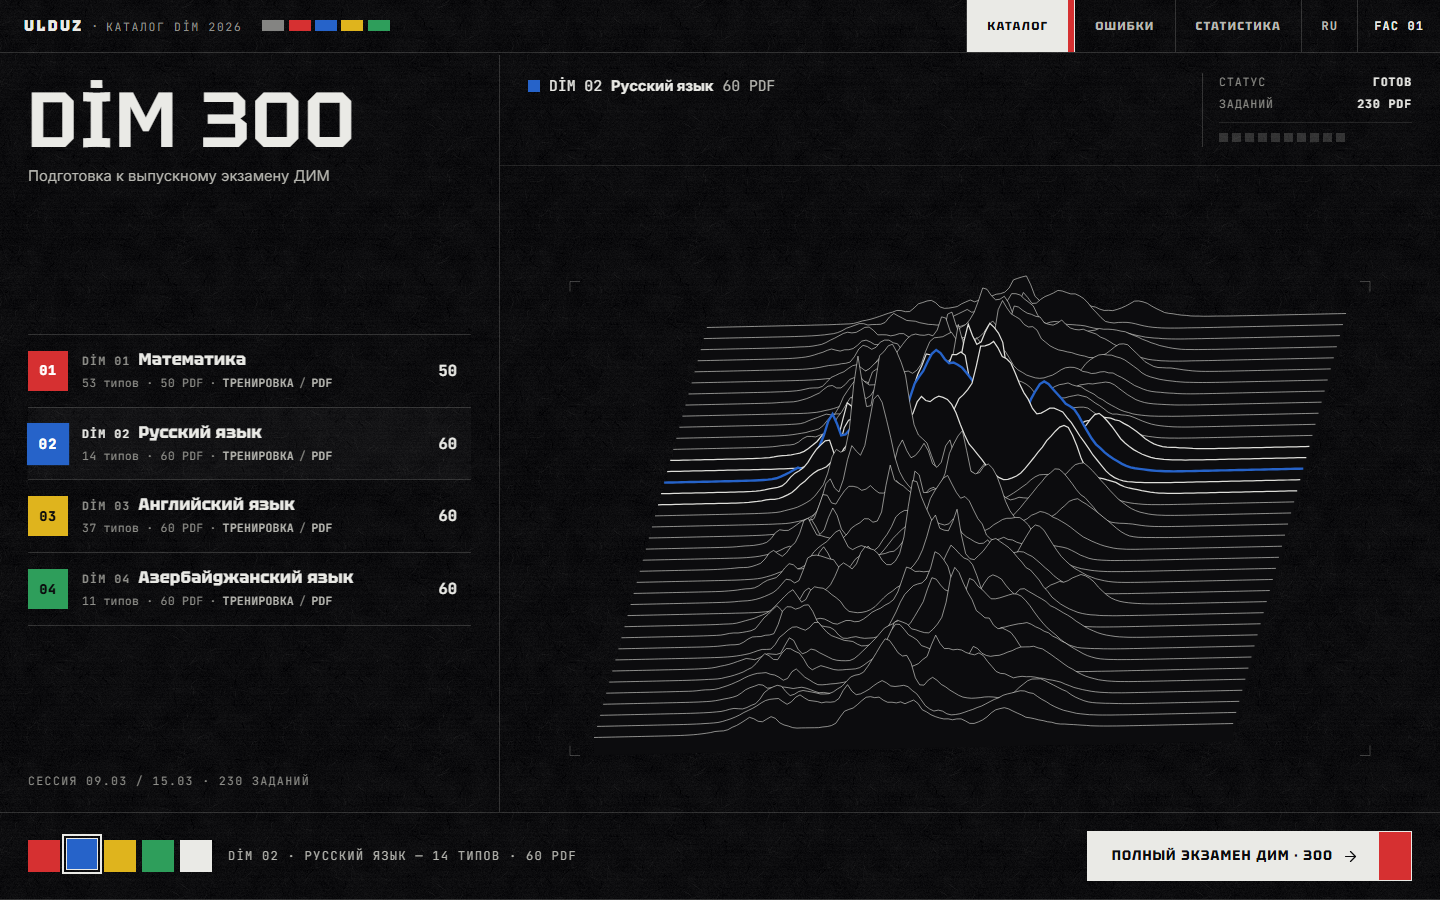 ULDUZ · КАТАЛОГ DİM 2026
КАТАЛОГ ОШИБКИ СТАТИСТИКА RU FAC 01
DİM 300
Подготовка к выпускному экзамену ДИМ
DİM 02 Русский язык 60 PDF
СТАТУС ГОТОВ
ЗАДАНИЙ 230 PDF
01 DİM 01 Математика 50
53 типов · 50 PDF · ТРЕНИРОВКА / PDF
02 DİM 02 Русский язык 60
14 типов · 60 PDF · ТРЕНИРОВКА / PDF
03 DİM 03 Английский язык 60
37 типов · 60 PDF · ТРЕНИРОВКА / PDF
04 DİM 04 Азербайджанский язык 60
11 типов · 60 PDF · ТРЕНИРОВКА / PDF
СЕССИЯ 09.03 / 15.03 · 230 ЗАДАНИЙ
DİM 02 · РУССКИЙ ЯЗЫК — 14 ТИПОВ · 60 PDF
ПОЛНЫЙ ЭКЗАМЕН ДИМ · 300 →